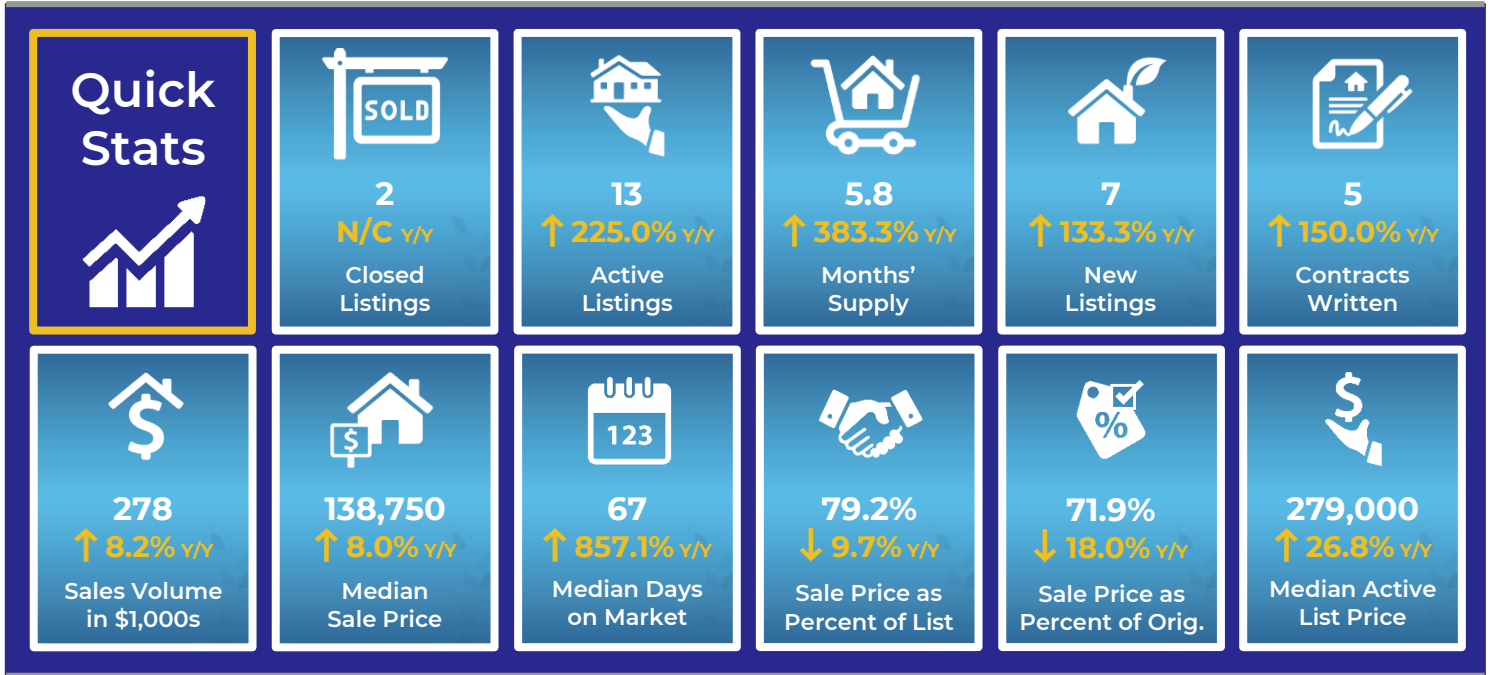 Quick
Stats
SOLD
2
N/C Y/Y
Closed
Listings
13
↑ 225.0% Y/Y
Active
Listings
5.8
↑ 383.3% Y/Y
Months’
Supply
7
↑ 133.3% Y/Y
New
Listings
5
↑ 150.0% Y/Y
Contracts
Written
$
278
↑ 8.2% Y/Y
Sales Volume
in $1,000s
$
138,750
↑ 8.0% Y/Y
Median
Sale Price
123
67
↑ 857.1% Y/Y
Median Days
on Market
79.2%
↓ 9.7% Y/Y
Sale Price as
Percent of List
%
71.9%
↓ 18.0% Y/Y
Sale Price as
Percent of Orig.
$
279,000
↑ 26.8% Y/Y
Median Active
List Price